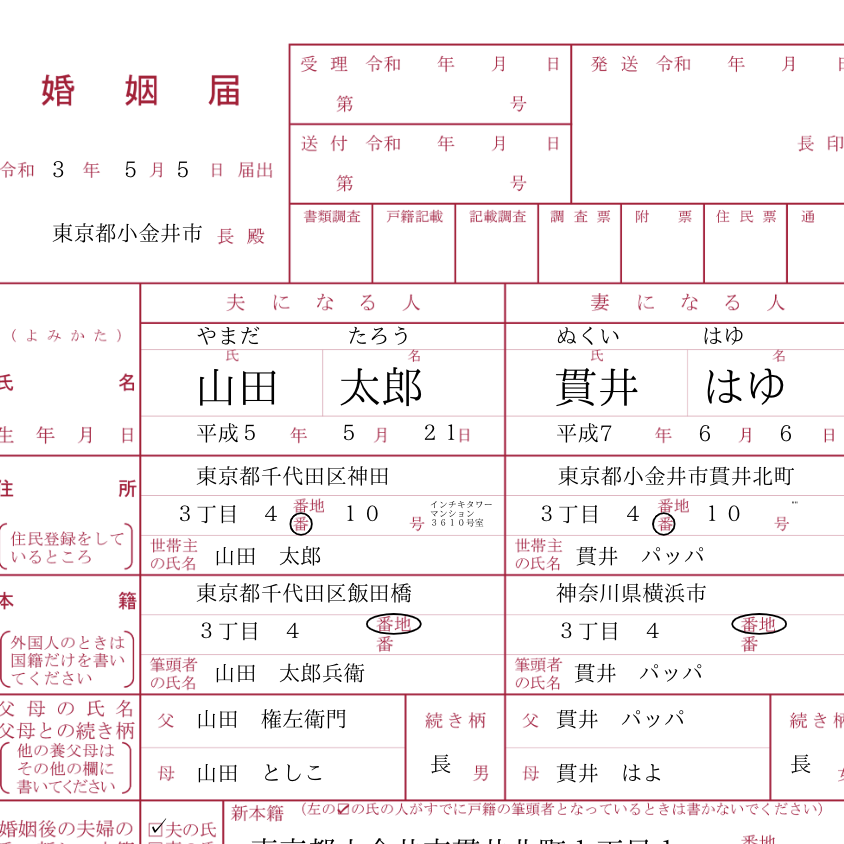 婚姻届
令和 3 年 5 月 5 日 届出
東京都小金井市 長 殿
受理 令和 年 月 日
第 号
送付 令和 年 月 日
第 号
発送 令和 年 月
長印
書類調査 戸籍記載 記載調査 調査票 附票 住民票 通
夫になる人 妻になる人
(よみかた) やまだ たろう ぬくい はゆ
氏 名 氏 名
氏名 山田 太郎 貫井 はゆ
生年月日 平成5 年 5 月 21日 平成7 年 6 月 6 日
住所 東京都千代田区神田 東京都小金井市貫井北町
3丁目 4 番地 番 10 号 インチキタワー マンション 3610号室 3丁目 4 番地 番 10 号
住民登録をして
いるところ
世帯主 の氏名 山田 太郎 世帯主 の氏名 貫井 パッパ
本籍 東京都千代田区飯田橋 神奈川県横浜市
3丁目 4 番地 番 3丁目 4 番地 番
外国人のときは
国籍だけを書い
てください
筆頭者 の氏名 山田 太郎兵衛 筆頭者 の氏名 貫井 パッパ
父母の氏名
父母との続き柄
他の養父母は
その他の欄に
書いてください
父 山田 権左衛門 続き柄 父 貫井 パッパ 続き柄
母 山田 としこ 長 男 母 貫井 はよ 長
婚姻後の夫婦の ☑夫の氏 新本籍 (左の☑の氏の人がすでに戸籍の筆頭者となっているときは書かないでください)